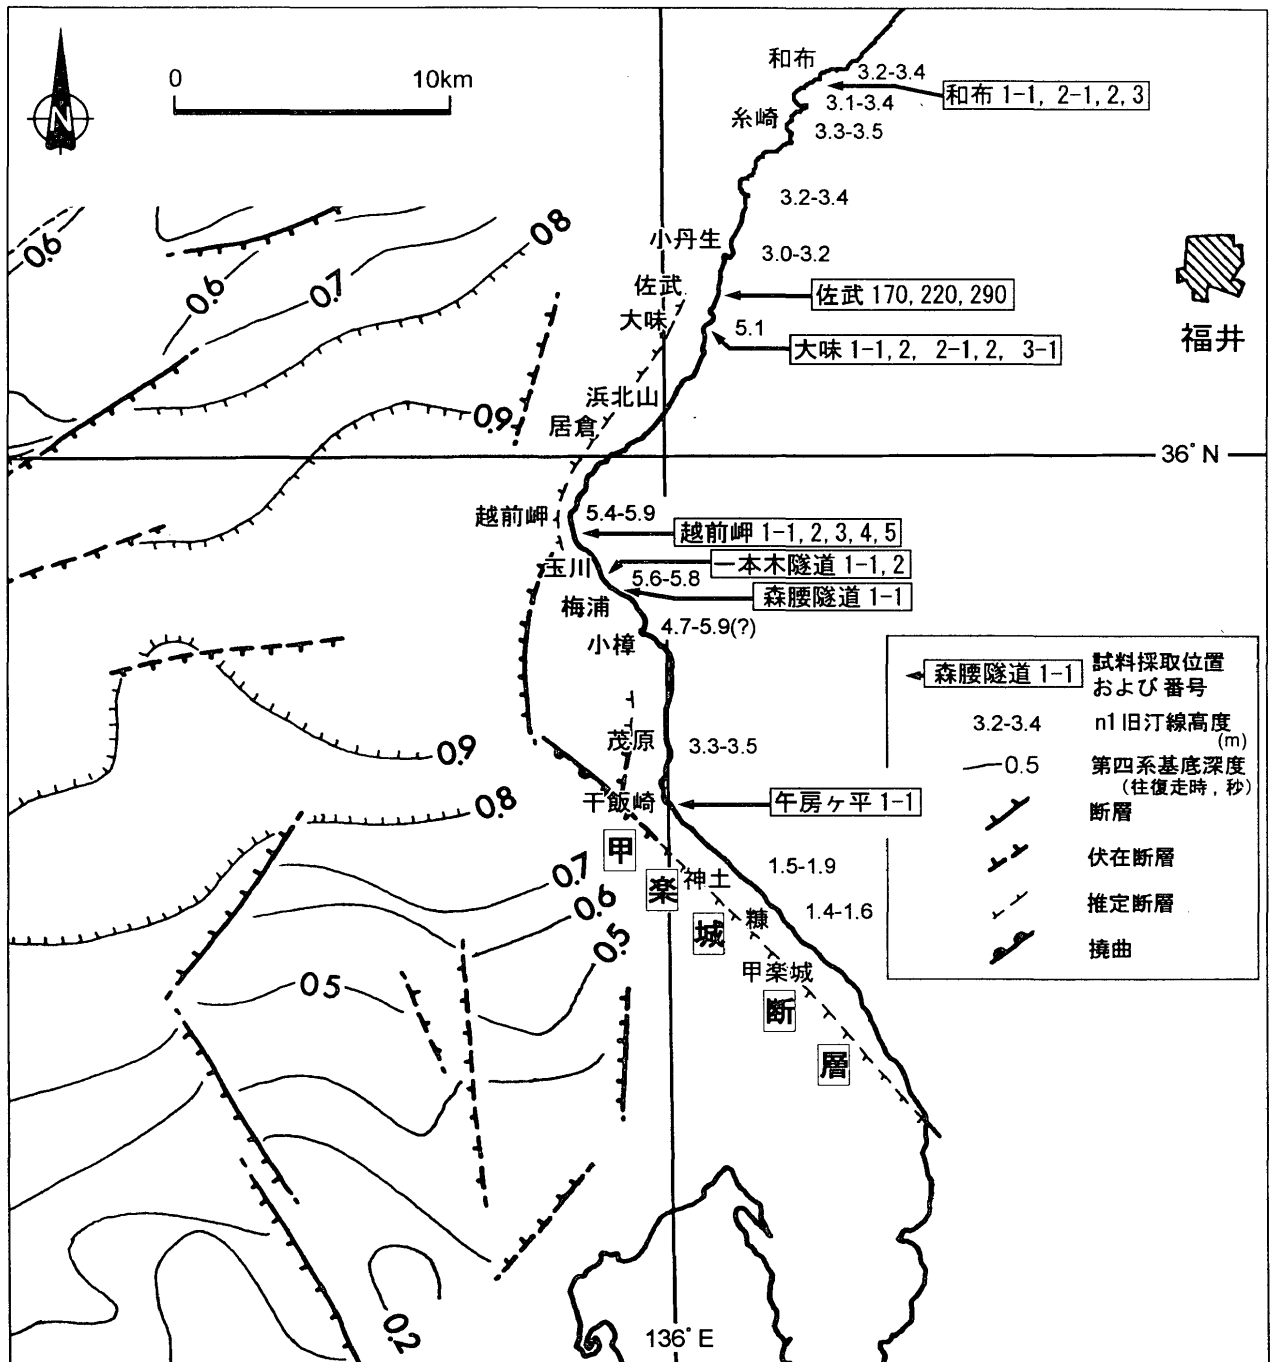 N
0 10km
和布
3.2-3.4
和布 1-1, 2-1, 2, 3
3.1-3.4
糸崎
3.3-3.5
3.2-3.4
小丹生
3.0-3.2
佐武
佐武 170, 220, 290
大味
5.1
大味 1-1, 2, 2-1, 2, 3-1
福井
浜北山
居倉
36° N
越前岬
5.4-5.9
越前岬 1-1, 2, 3, 4, 5
玉川
一本木隧道 1-1, 2
5.6-5.8
森腰隧道 1-1
梅浦
4.7-5.9(?)
小樟
茂原
3.3-3.5
干飯崎
午房ヶ平 1-1
甲楽城断層
神土
1.5-1.9
糠
1.4-1.6
甲楽城
136° E
0.6
0.6
0.7
0.8
0.9
0.9
0.8
0.7
0.6
0.5
0.5
0.2
森腰隧道 1-1 試料採取位置
および番号
3.2-3.4 n1旧汀線高度
(m)
0.5 第四系基底深度
(往復走時, 秒)
断層
伏在断層
推定断層
撓曲